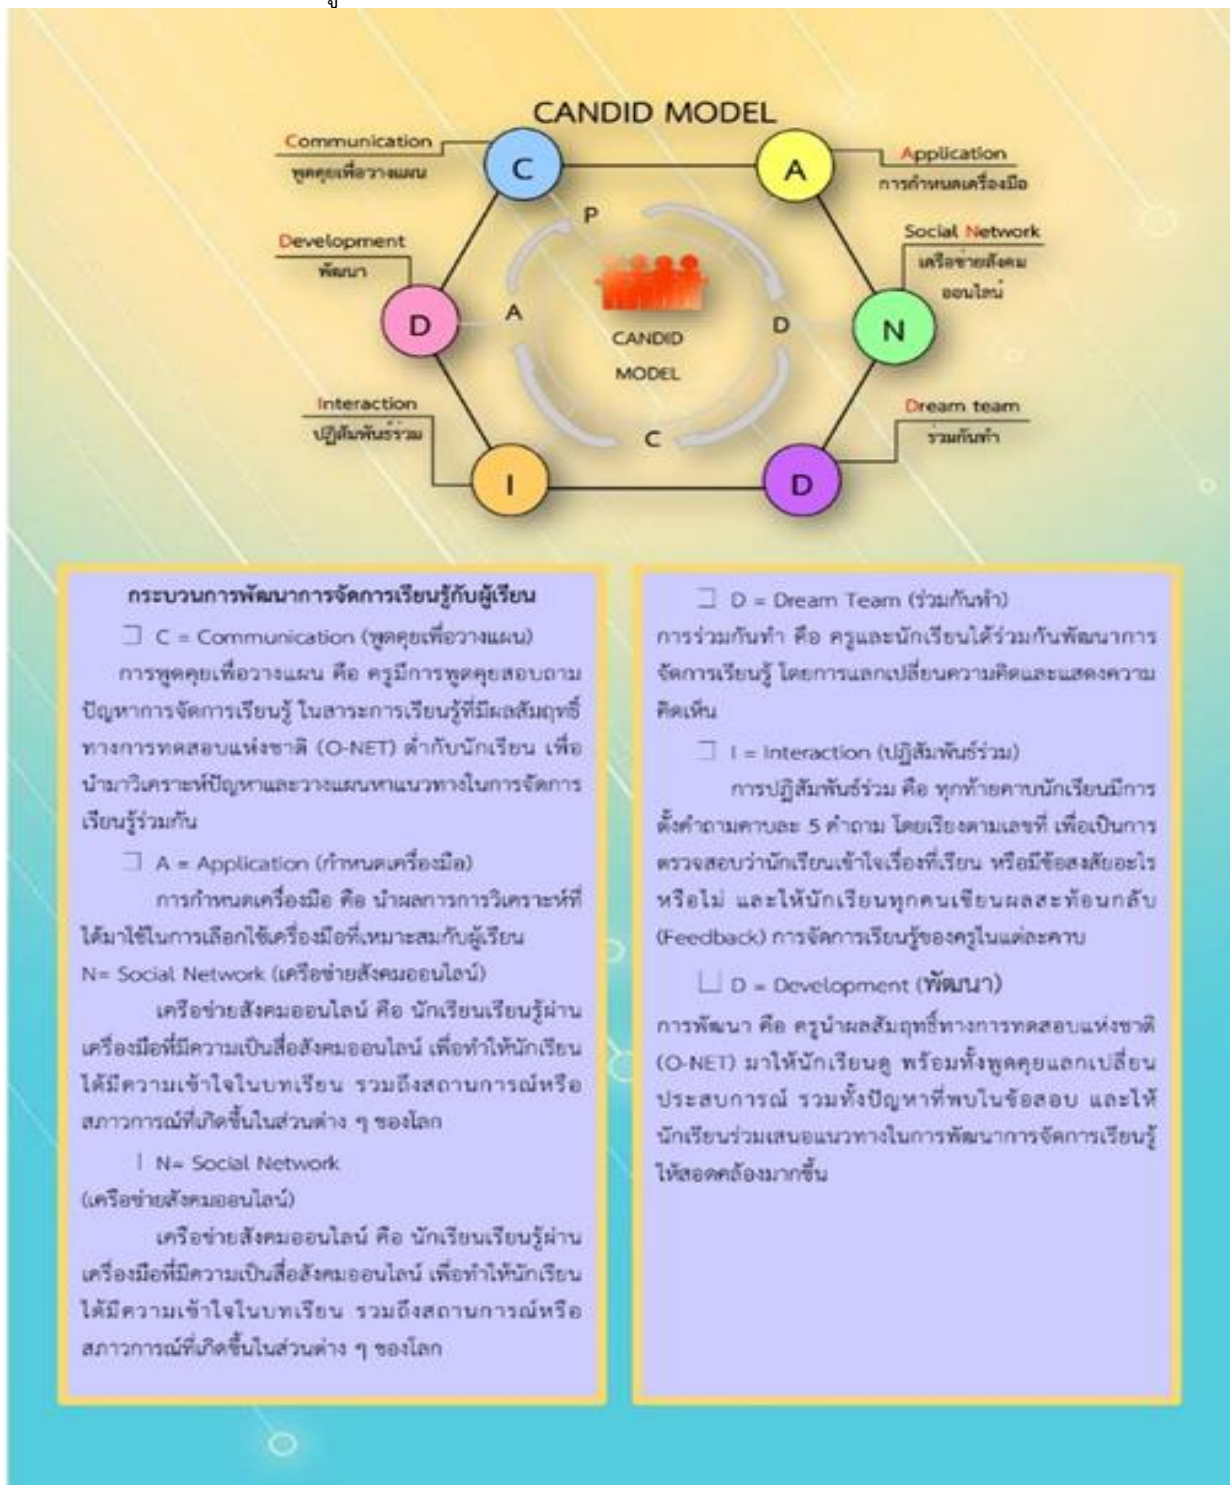 CANDID MODEL
Communication
พูดคุยเพื่อวางแผน
C
A
Application
การกำหนดเครื่องมือ
P
Development
พัฒนา
Social Network
เครือข่ายสังคม
ออนไลน์
D
A
CANDID
MODEL
D
N
Interaction
ปฏิสัมพันธ์ร่วม
C
Dream team
ร่วมกันทำ
I
D
กระบวนการพัฒนาการจัดการเรียนรู้กับผู้เรียน
C = Communication (พูดคุยเพื่อวางแผน)
การพูดคุยเพื่อวางแผน คือ ครูมีการพูดคุยสอบถาม
ปัญหาการจัดการเรียนรู้ ในสาระการเรียนรู้ที่มีผลสัมฤทธิ์
ทางการทดสอบแห่งชาติ (O-NET) ต่ำกับนักเรียน เพื่อ
นำมาวิเคราะห์ปัญหาและวางแผนหาแนวทางในการจัดการ
เรียนรู้ร่วมกัน
A = Application (กำหนดเครื่องมือ)
การกำหนดเครื่องมือ คือ นำผลการการวิเคราะห์ที่
ได้มาใช้ในการเลือกใช้เครื่องมือที่เหมาะสมกับผู้เรียน
N= Social Network (เครือข่ายสังคมออนไลน์)
เครือข่ายสังคมออนไลน์ คือ นักเรียนเรียนรู้ผ่าน
เครื่องมือที่มีความเป็นสื่อสังคมออนไลน์ เพื่อทำให้นักเรียน
ได้มีความเข้าใจในบทเรียน รวมถึงสถานการณ์หรือ
สภาวการณ์ที่เกิดขึ้นในส่วนต่าง ๆ ของโลก
N= Social Network
(เครือข่ายสังคมออนไลน์)
เครือข่ายสังคมออนไลน์ คือ นักเรียนเรียนรู้ผ่าน
เครื่องมือที่มีความเป็นสื่อสังคมออนไลน์ เพื่อทำให้นักเรียน
ได้มีความเข้าใจในบทเรียน รวมถึงสถานการณ์หรือ
สภาวการณ์ที่เกิดขึ้นในส่วนต่าง ๆ ของโลก
D = Dream Team (ร่วมกันทำ)
การร่วมกันทำ คือ ครูและนักเรียนได้ร่วมกันพัฒนาการ
จัดการเรียนรู้ โดยการแลกเปลี่ยนความคิดและแสดงความ
คิดเห็น
I = Interaction (ปฏิสัมพันธ์ร่วม)
การปฏิสัมพันธ์ร่วม คือ ทุกท้ายคาบนักเรียนมีการ
ตั้งคำถามคาบละ 5 คำถาม โดยเรียงตามเลขที่ เพื่อเป็นการ
ตรวจสอบว่านักเรียนเข้าใจเรื่องที่เรียน หรือมีข้อสงสัยอะไร
หรือไม่ และให้นักเรียนทุกคนเขียนผลสะท้อนกลับ
(Feedback) การจัดการเรียนรู้ของครูในแต่ละคาบ
D = Development (พัฒนา)
การพัฒนา คือ ครูนำผลสัมฤทธิ์ทางการทดสอบแห่งชาติ
(O-NET) มาให้นักเรียนดู พร้อมทั้งพูดคุยแลกเปลี่ยน
ประสบการณ์ รวมทั้งปัญหาที่พบในข้อสอบ และให้
นักเรียนร่วมเสนอแนวทางในการพัฒนาการจัดการเรียนรู้
ให้สอดคล้องมากขึ้น